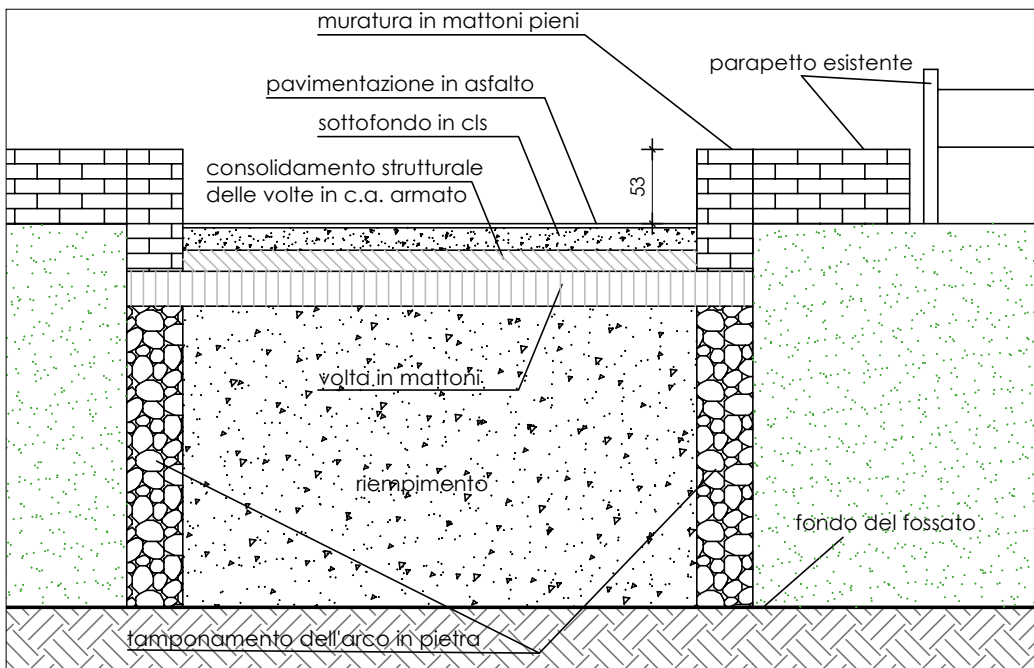 muratura in mattoni pieni
parapetto esistente
pavimentazione in asfalto
sottofondo in cls
consolidamento strutturale
delle volte in c.a. armato
53
volta in mattoni
riempimento
fondo del fossato
tamponamento dell'arco in pietra